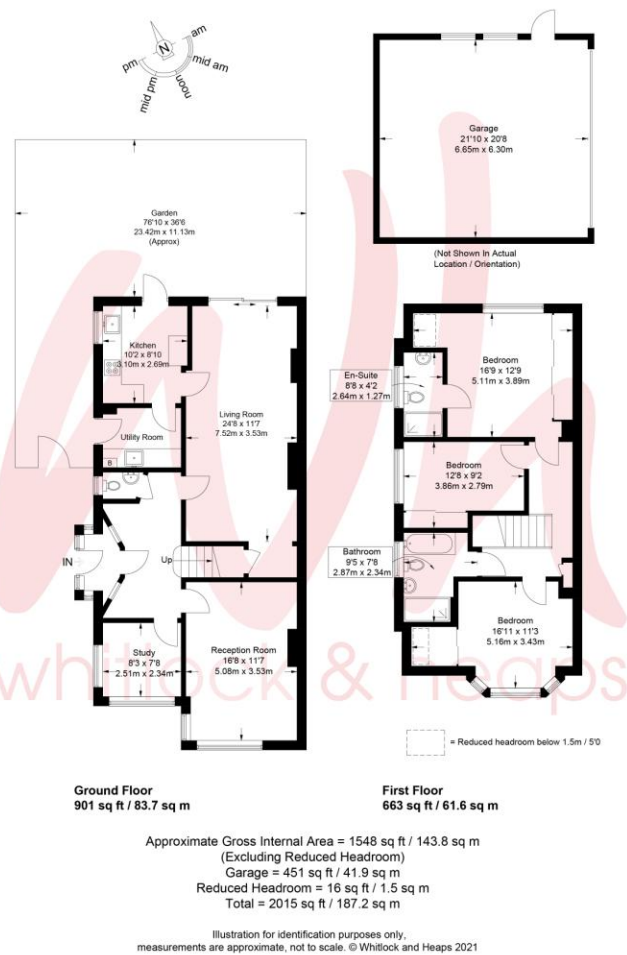 N
am
mid am
noon
mid pm
pm
Garage
21'10 x 20'8
6.65m x 6.30m
(Not Shown In Actual
Location / Orientation)
Garden
76'10 x 36'6
23.42m x 11.13m
(Approx)
Kitchen
10'2 x 8'10
3.10m x 2.69m
Living Room
24'8 x 11'7
7.52m x 3.53m
Utility Room
B
IN
Up
Study
8'3 x 7'8
2.51m x 2.34m
Reception Room
16'8 x 11'7
5.08m x 3.53m
En-Suite
8'8 x 4'2
2.64m x 1.27m
Bedroom
16'9 x 12'9
5.11m x 3.89m
Bedroom
12'8 x 9'2
3.86m x 2.79m
Bathroom
9'5 x 7'8
2.87m x 2.34m
Bedroom
16'11 x 11'3
5.16m x 3.43m
whitlock & heaps
= Reduced headroom below 1.5m / 5'0
Ground Floor
901 sq ft / 83.7 sq m
First Floor
663 sq ft / 61.6 sq m
Approximate Gross Internal Area = 1548 sq ft / 143.8 sq m
(Excluding Reduced Headroom)
Garage = 451 sq ft / 41.9 sq m
Reduced Headroom = 16 sq ft / 1.5 sq m
Total = 2015 sq ft / 187.2 sq m
Illustration for identification purposes only,
measurements are approximate, not to scale. © Whitlock and Heaps 2021